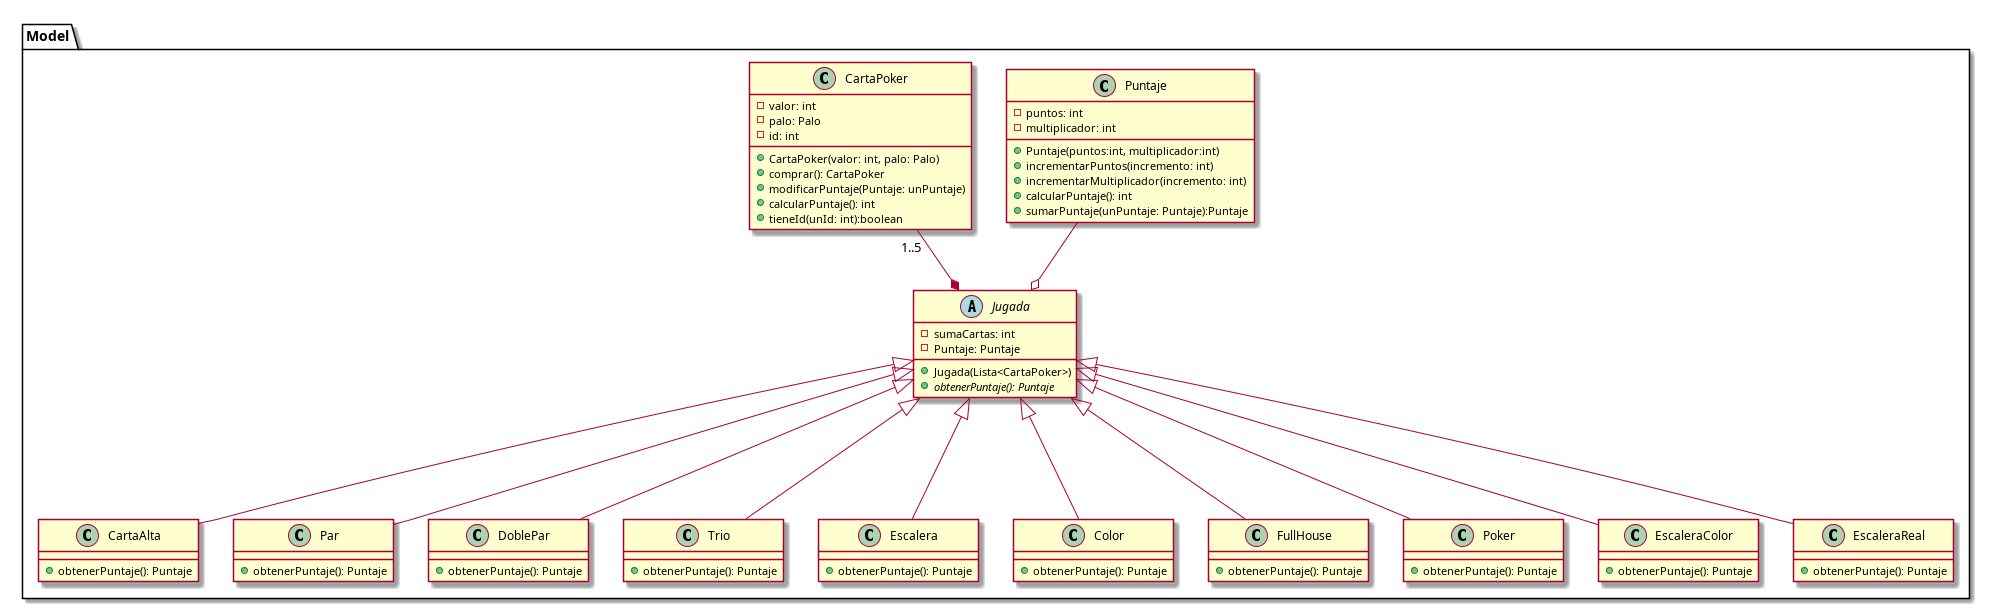 Model
C CartaPoker
valor: int
palo: Palo
id: int
CartaPoker(valor: int, palo: Palo)
comprar(): CartaPoker
modificarPuntaje(Puntaje: unPuntaje)
calcularPuntaje(): int
tieneId(unId: int):boolean
C Puntaje
puntos: int
multiplicador: int
Puntaje(puntos:int, multiplicador:int)
incrementarPuntos(incremento: int)
incrementarMultiplicador(incremento: int)
calcularPuntaje(): int
sumarPuntaje(unPuntaje: Puntaje):Puntaje
1..5
A Jugada
sumaCartas: int
Puntaje: Puntaje
Jugada(Lista<CartaPoker>)
obtenerPuntaje(): Puntaje
C CartaAlta
obtenerPuntaje(): Puntaje
C Par
obtenerPuntaje(): Puntaje
C DoblePar
obtenerPuntaje(): Puntaje
C Trio
obtenerPuntaje(): Puntaje
C Escalera
obtenerPuntaje(): Puntaje
C Color
obtenerPuntaje(): Puntaje
C FullHouse
obtenerPuntaje(): Puntaje
C Poker
obtenerPuntaje(): Puntaje
C EscaleraColor
obtenerPuntaje(): Puntaje
C EscaleraReal
obtenerPuntaje(): Puntaje